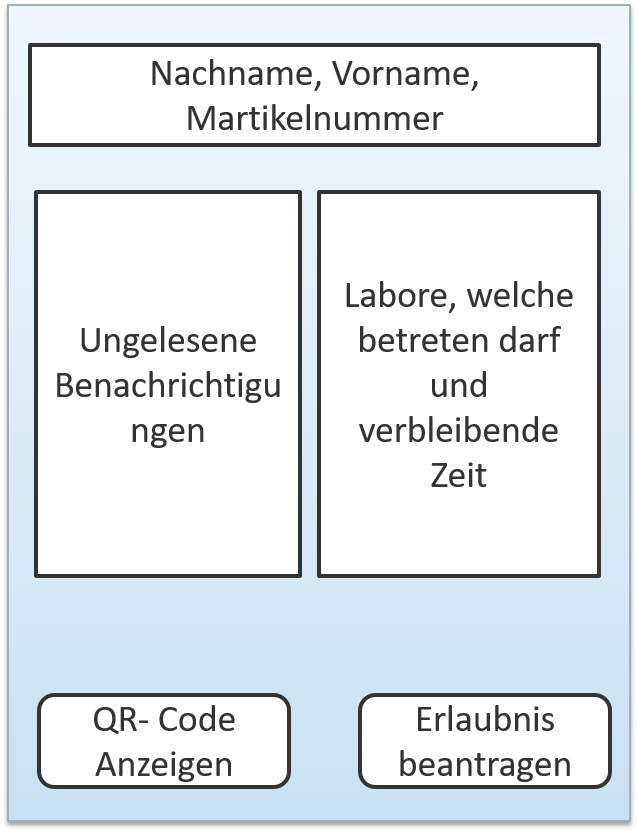 Nachname, Vorname,
Martikelnummer
Ungelesene
Benachrichtigu
ngen
Labore, welche
betreten darf
und
verbleibende
Zeit
QR- Code
Anzeigen
Erlaubnis
beantragen